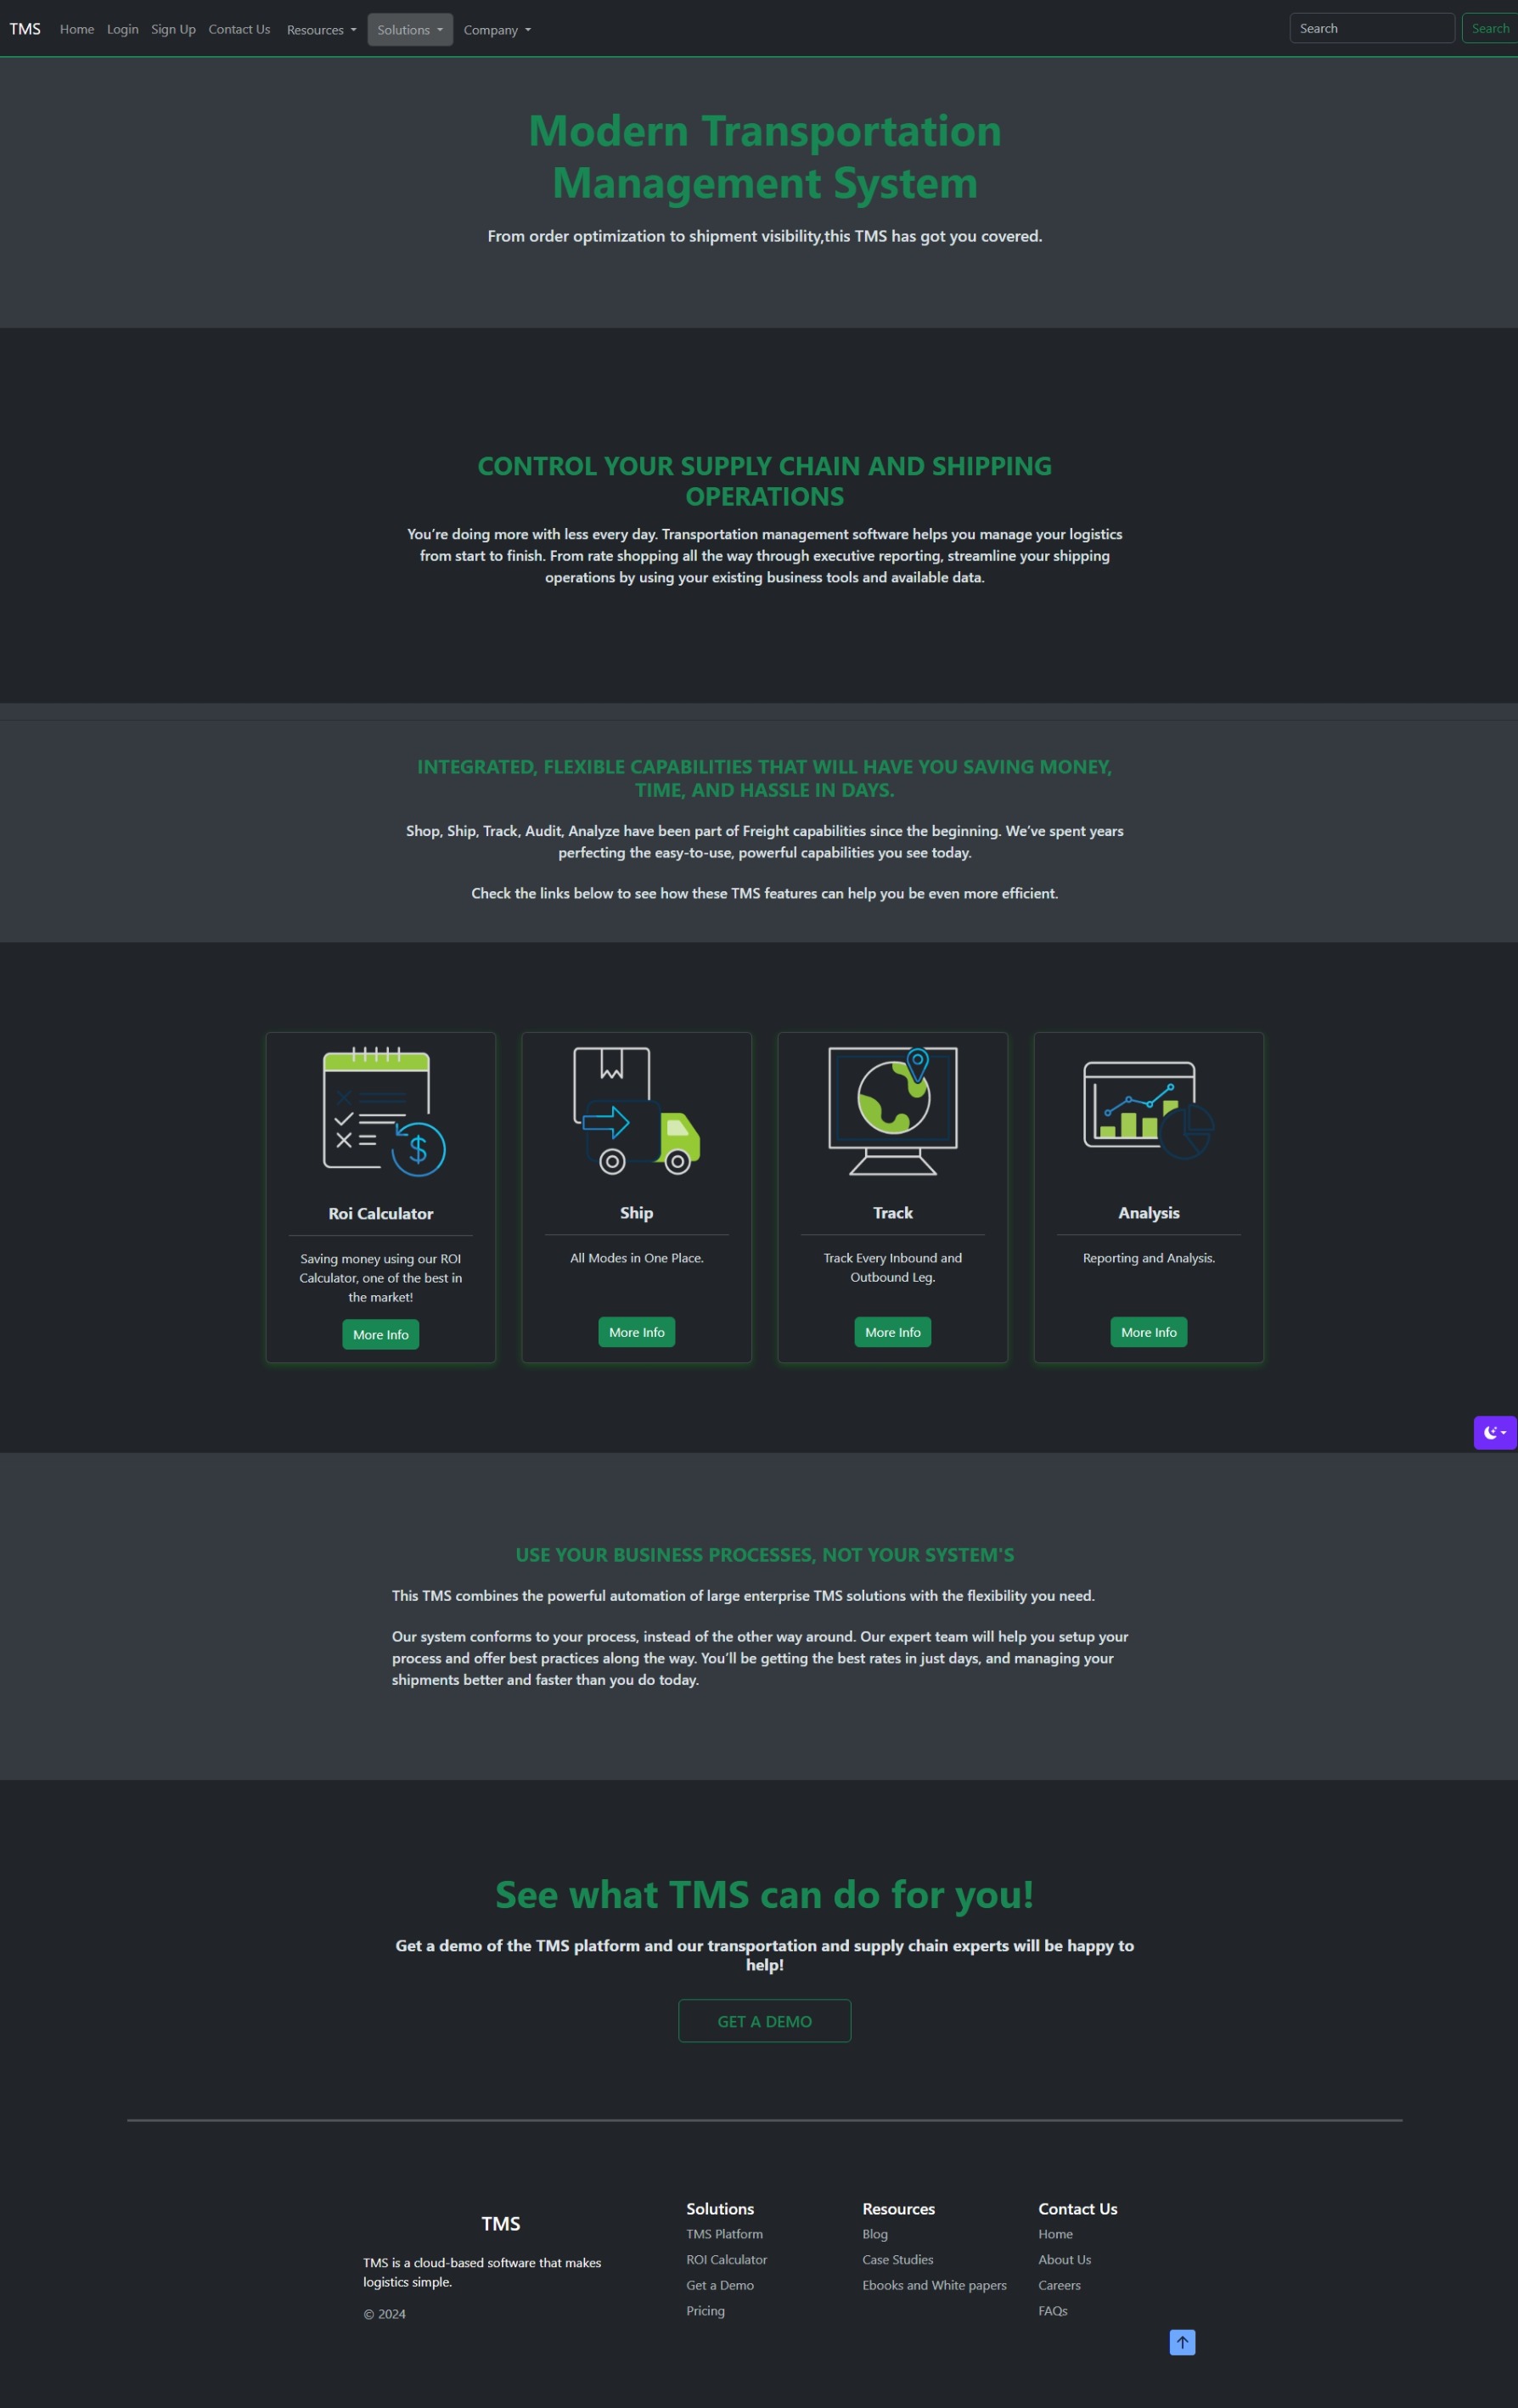 TMS Home Login Sign Up Contact Us Resources Solutions Company Search Search
Modern Transportation
Management System
From order optimization to shipment visibility,this TMS has got you covered.
CONTROL YOUR SUPPLY CHAIN AND SHIPPING
OPERATIONS
You’re doing more with less every day. Transportation management software helps you manage your logistics
from start to finish. From rate shopping all the way through executive reporting, streamline your shipping
operations by using your existing business tools and available data.
INTEGRATED, FLEXIBLE CAPABILITIES THAT WILL HAVE YOU SAVING MONEY,
TIME, AND HASSLE IN DAYS.
Shop, Ship, Track, Audit, Analyze have been part of Freight capabilities since the beginning. We’ve spent years
perfecting the easy-to-use, powerful capabilities you see today.
Check the links below to see how these TMS features can help you be even more efficient.
$
Roi Calculator
Saving money using our ROI
Calculator, one of the best in
the market!
More Info
Ship
All Modes in One Place.
More Info
Track
Track Every Inbound and
Outbound Leg.
More Info
Analysis
Reporting and Analysis.
More Info
USE YOUR BUSINESS PROCESSES, NOT YOUR SYSTEM'S
This TMS combines the powerful automation of large enterprise TMS solutions with the flexibility you need.
Our system conforms to your process, instead of the other way around. Our expert team will help you setup your
process and offer best practices along the way. You’ll be getting the best rates in just days, and managing your
shipments better and faster than you do today.
See what TMS can do for you!
Get a demo of the TMS platform and our transportation and supply chain experts will be happy to
help!
GET A DEMO
TMS
TMS is a cloud-based software that makes
logistics simple.
© 2024
Solutions
TMS Platform
ROI Calculator
Get a Demo
Pricing
Resources
Blog
Case Studies
Ebooks and White papers
Contact Us
Home
About Us
Careers
FAQs